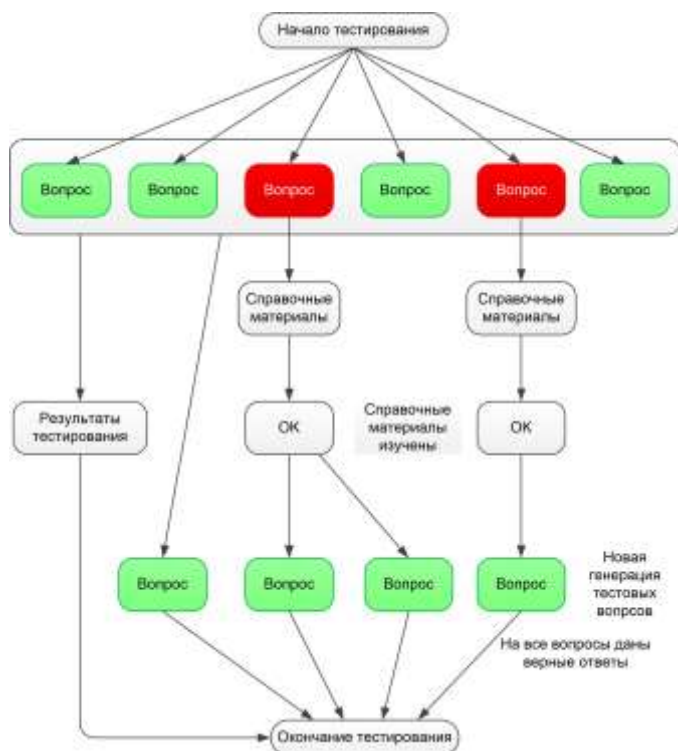 Начало тестирования
Вопрос
Вопрос
Вопрос
Вопрос
Вопрос
Вопрос
Справочные
материалы
Справочные
материалы
Результаты
тестирования
ОК
Справочные
материалы
изучены
ОК
Вопрос
Вопрос
Вопрос
Вопрос
Новая
генерация
тестовых
вопрсов
На все вопросы даны
верные ответы
Окончание тестирования